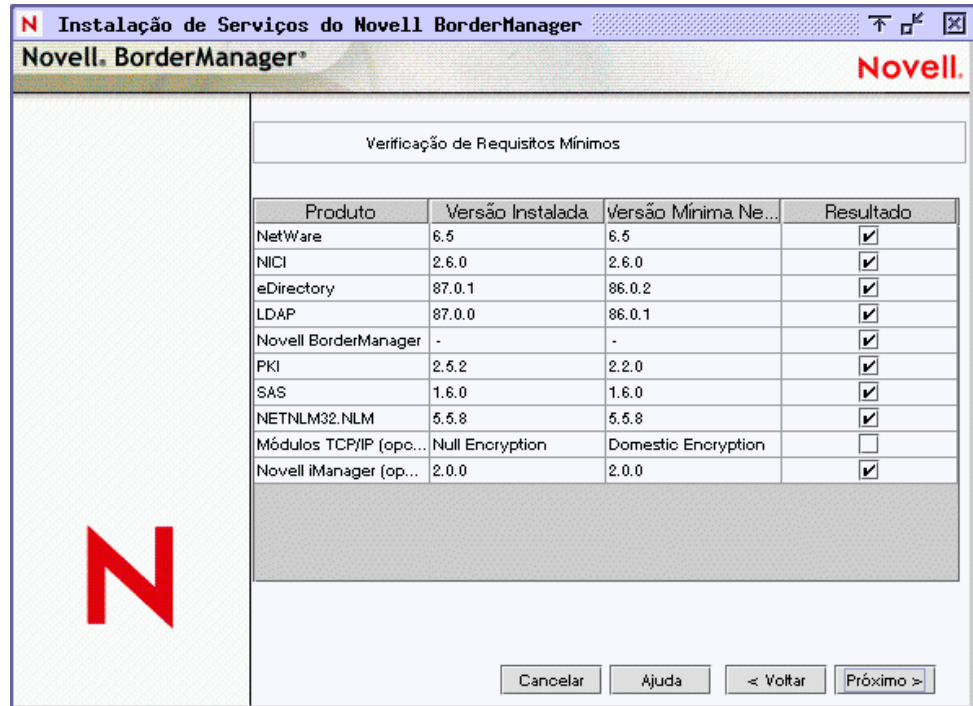 N Instalação de Serviços do Novell BorderManager
Novell. BorderManager®
Novell.
Verificação de Requisitos Mínimos
Produto Versão Instalada Versão Mínima Ne... Resultado
NetWare 6.5 6.5
NICI 2.6.0 2.6.0
eDirectory 87.0.1 86.0.2
LDAP 87.0.0 86.0.1
Novell BorderManager - -
PKI 2.5.2 2.2.0
SAS 1.6.0 1.6.0
NETNLM32.NLM 5.5.8 5.5.8
Módulos TCP/IP (opc... Null Encryption Domestic Encryption
Novell iManager (op... 2.0.0 2.0.0
N
Cancelar Ajuda < Voltar Próximo >